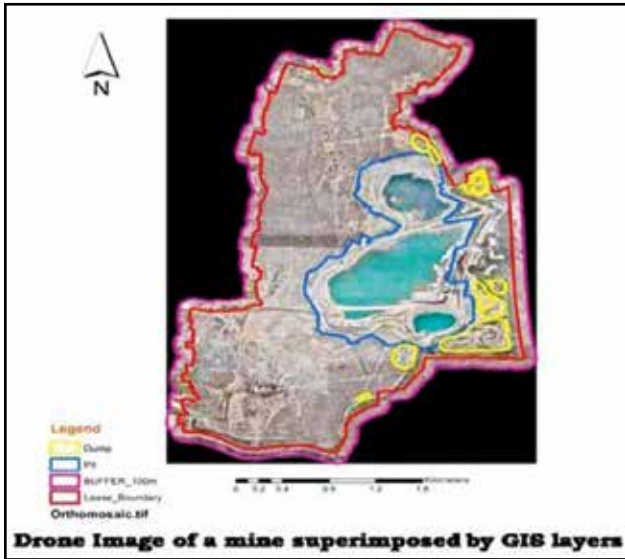 N
Legend
Dump
Pit
BUFFER_100m
Lease_Boundary
Orthomosaic.tif
Kilometers
0 0.2 0.4 0.8 1.2 1.6
Drone Image of a mine superimposed by GIS layers